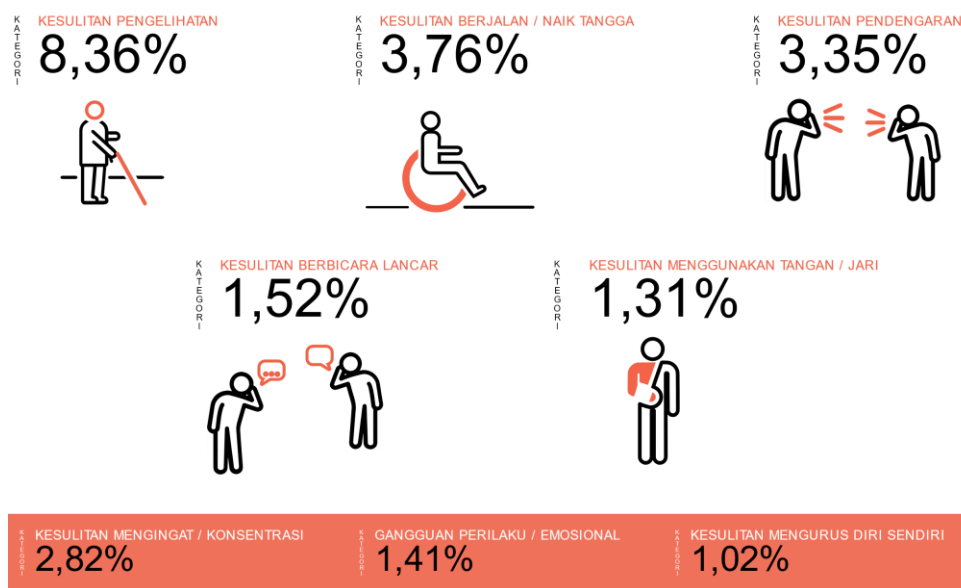 KATEGORI
KESULITAN PENGELIHATAN
8,36%
KATEGORI
KESULITAN BERJALAN / NAIK TANGGA
3,76%
KATEGORI
KESULITAN PENDENGARAN
3,35%
KATEGORI
KESULITAN BERBICARA LANCAR
1,52%
KATEGORI
KESULITAN MENGGUNAKAN TANGAN / JARI
1,31%
KATEGORI
KESULITAN MENGINGAT / KONSENTRASI
2,82%
KATEGORI
GANGGUAN PERILAKU / EMOSIONAL
1,41%
KATEGORI
KESULITAN MENGURUS DIRI SENDIRI
1,02%